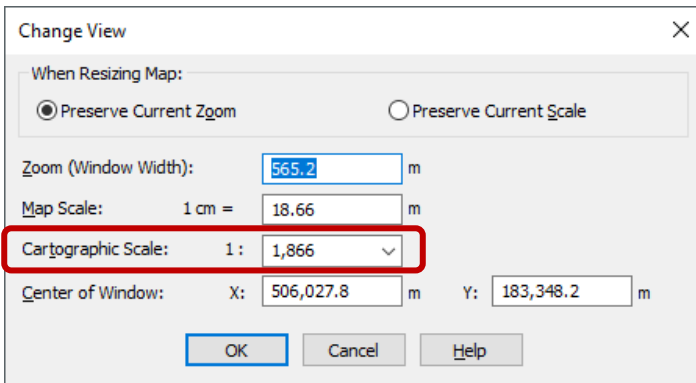 Change View
When Resizing Map:
Preserve Current Zoom Preserve Current Scale
Zoom (Window Width): 565.2 m
Map Scale: 1 cm = 18.66 m
Cartographic Scale: 1: 1,866
Center of Window: X: 506,027.8 m Y: 183,348.2 m
OK Cancel Help